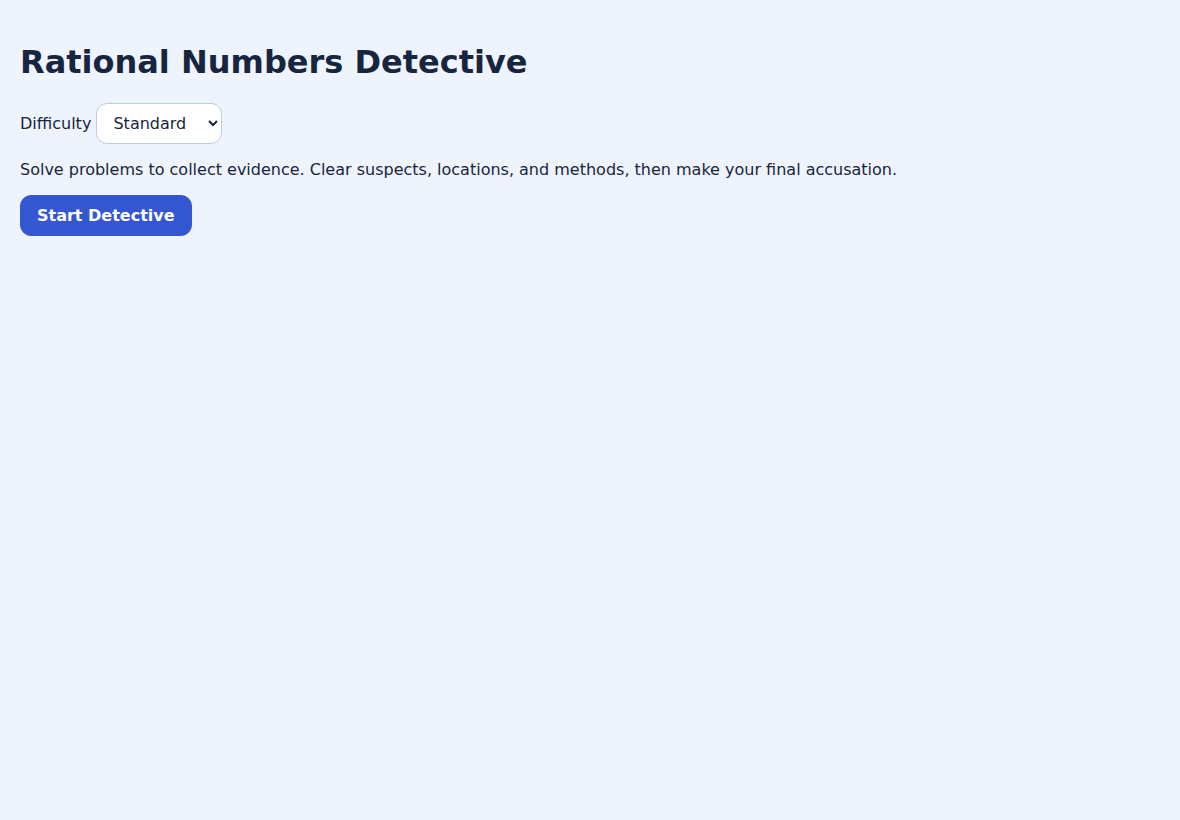 Rational Numbers Detective
Difficulty Standard
Solve problems to collect evidence. Clear suspects, locations, and methods, then make your final accusation.
Start Detective